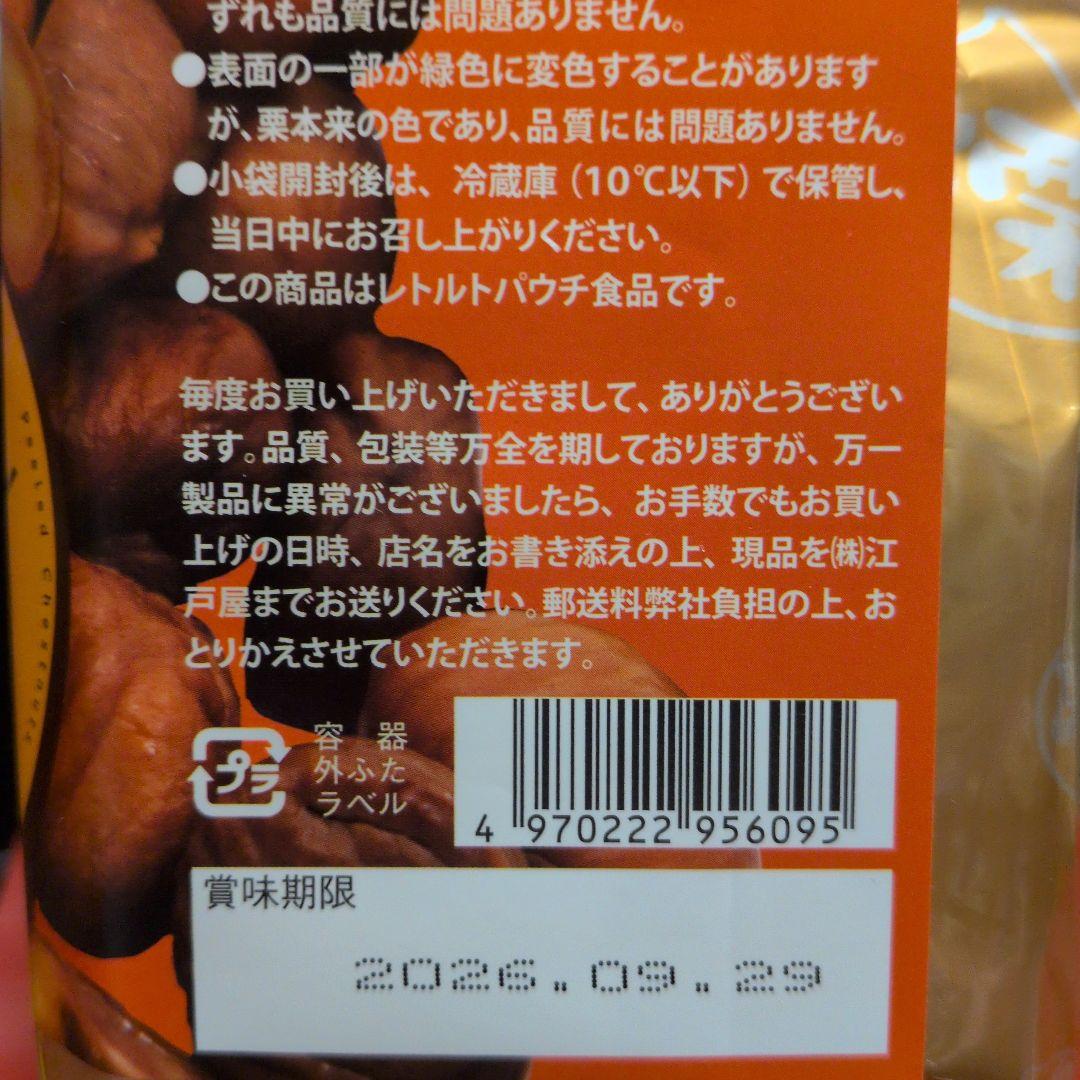 ずれも品質には問題ありません。
●表面の一部が緑色に変色することがあります
が、栗本来の色であり、品質には問題ありません。
●小袋開封後は、冷蔵庫(10℃以下)で保管し、
当日中にお召し上がりください。
●この商品はレトルトパウチ食品です。
毎度お買い上げいただきまして、ありがとうござい
ます。品質、包装等万全を期しておりますが、万一
製品に異常がございましたら、お手数でもお買い
上げの日時、店名をお書き添えの上、現品を㈱江
戸屋までお送りください。郵送料弊社負担の上、お
とりかえさせていただきます。
プラ
容器
外ふた
ラベル
4 970222 956095
賞味期限
2026.09.29